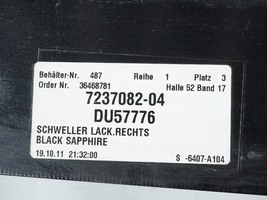 Behälter-Nr. 487 Reihe 1 Platz 3
Order Nr. 36468781 Halle 52 Band 17
7237082-04
DU57776
SCHWELLER LACK.RECHTS
BLACK SAPPHIRE
19.10.11 21:32:00 S -6407-A104